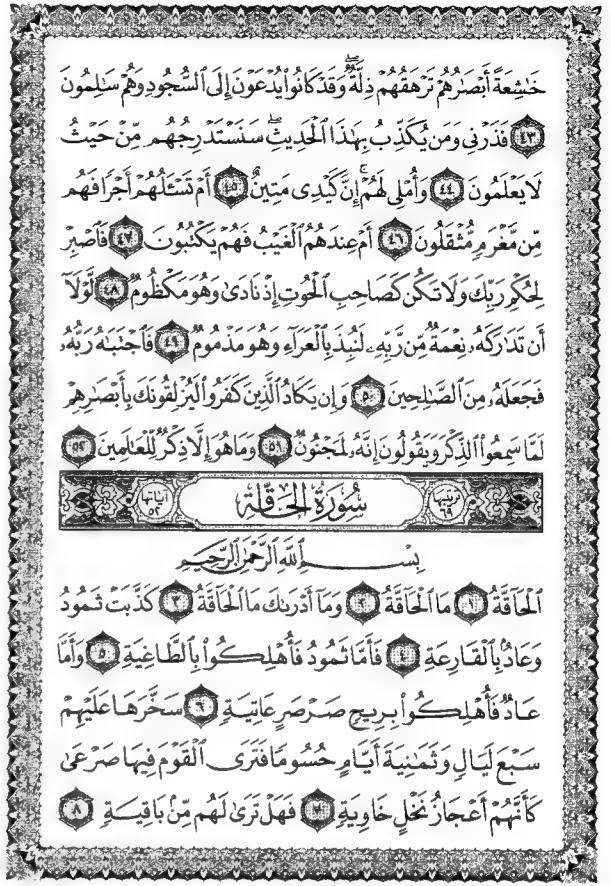 خَٰشِعَةً أَبْصَٰرُهُمْ تَرْهَقُهُمْ ذِلَّةٌۖ وَقَدْ كَانُوا۟ يُدْعَوْنَ إِلَى ٱلسُّجُودِ وَهُمْ سَٰلِمُونَ
٤٣ فَذَرْنِى وَمَن يُكَذِّبُ بِهَٰذَا ٱلْحَدِيثِۖ سَنَسْتَدْرِجُهُم مِّنْ حَيْثُ
لَا يَعْلَمُونَ ٤٤ وَأُمْلِى لَهُمْۚ إِنَّ كَيْدِى مَتِينٌ ٤٥ أَمْ تَسْـَٔلُهُمْ أَجْرًا فَهُم
مِّن مَّغْرَمٍ مُّثْقَلُونَ ٤٦ أَمْ عِندَهُمُ ٱلْغَيْبُ فَهُمْ يَكْتُبُونَ ٤٧ فَٱصْبِرْ
لِحُكْمِ رَبِّكَ وَلَا تَكُن كَصَاحِبِ ٱلْحُوتِ إِذْ نَادَىٰ وَهُوَ مَكْظُومٌ ٤٨ لَّوْلَآ
أَن تَدَٰرَكَهُۥ نِعْمَةٌ مِّن رَّبِّهِۦ لَنُبِذَ بِٱلْعَرَآءِ وَهُوَ مَذْمُومٌ ٤٩ فَٱجْتَبَٰهُ رَبُّهُۥ
فَجَعَلَهُۥ مِنَ ٱلصَّٰلِحِينَ ٥٠ وَإِن يَكَادُ ٱلَّذِينَ كَفَرُوا۟ لَيُزْلِقُونَكَ بِأَبْصَٰرِهِمْ
لَمَّا سَمِعُوا۟ ٱلذِّكْرَ وَيَقُولُونَ إِنَّهُۥ لَمَجْنُونٌ ٥١ وَمَا هُوَ إِلَّا ذِكْرٌ لِّلْعَٰلَمِينَ ٥٢
ترتيبها ٦٩ سُورَةُ الحَاقَّةِ آياتها ٥٢
بِسْمِ ٱللَّهِ ٱلرَّحْمَٰنِ ٱلرَّحِيمِ
ٱلْحَآقَّةُ ١ مَا ٱلْحَآقَّةُ ٢ وَمَآ أَدْرَىٰكَ مَا ٱلْحَآقَّةُ ٣ كَذَّبَتْ ثَمُودُ
وَعَادٌۢ بِٱلْقَارِعَةِ ٤ فَأَمَّا ثَمُودُ فَأُهْلِكُوا۟ بِٱلطَّاغِيَةِ ٥ وَأَمَّا
عَادٌ فَأُهْلِكُوا۟ بِرِيحٍ صَرْصَرٍ عَاتِيَةٍ ٦ سَخَّرَهَا عَلَيْهِمْ
سَبْعَ لَيَالٍ وَثَمَٰنِيَةَ أَيَّامٍ حُسُومًا فَتَرَى ٱلْقَوْمَ فِيهَا صَرْعَىٰ
كَأَنَّهُمْ أَعْجَازُ نَخْلٍ خَاوِيَةٍ ٧ فَهَلْ تَرَىٰ لَهُم مِّنۢ بَاقِيَةٍ ٨